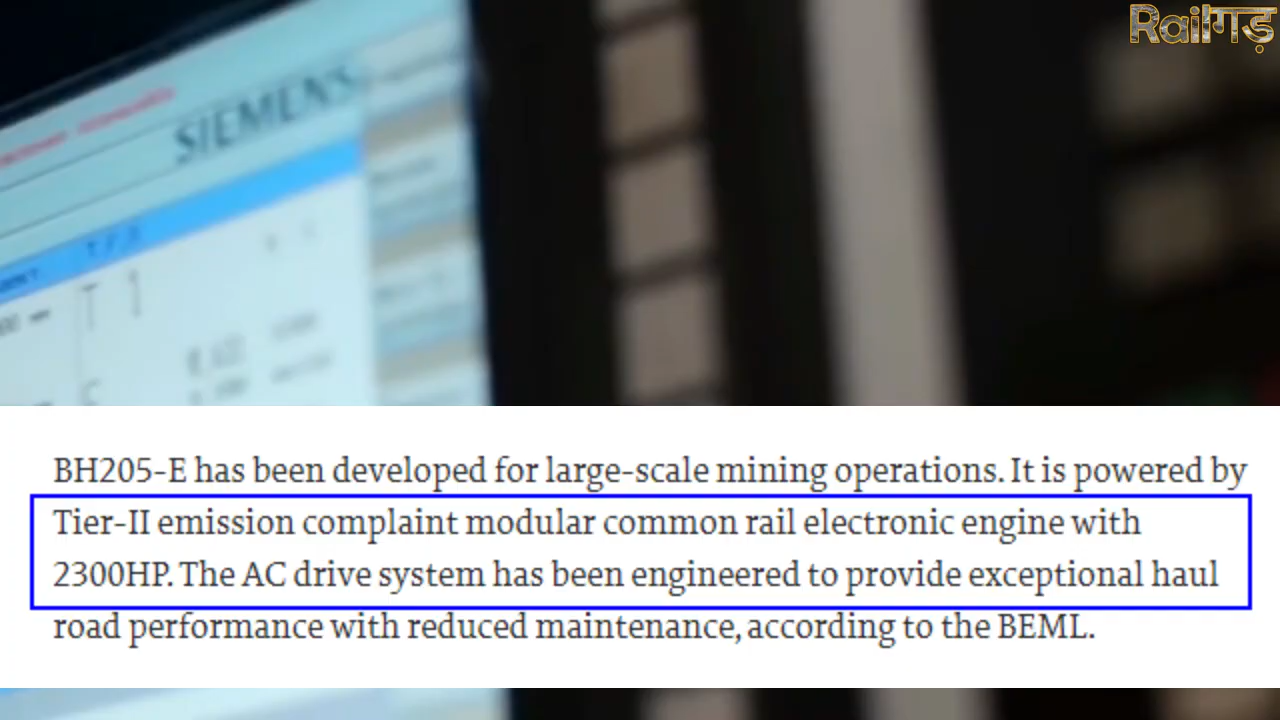 Railगड़
SIEMENS
BH205-E has been developed for large-scale mining operations. It is powered by
Tier-II emission complaint modular common rail electronic engine with
2300HP. The AC drive system has been engineered to provide exceptional haul
road performance with reduced maintenance, according to the BEML.